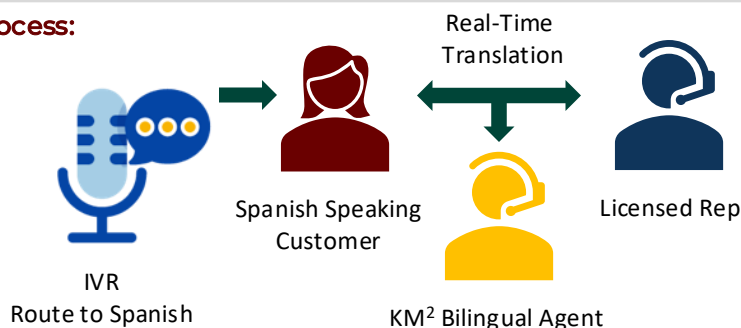 ocess:
Real-Time
Translation
Spanish Speaking
Customer
Licensed Rep
IVR
Route to Spanish
KM² Bilingual Agent